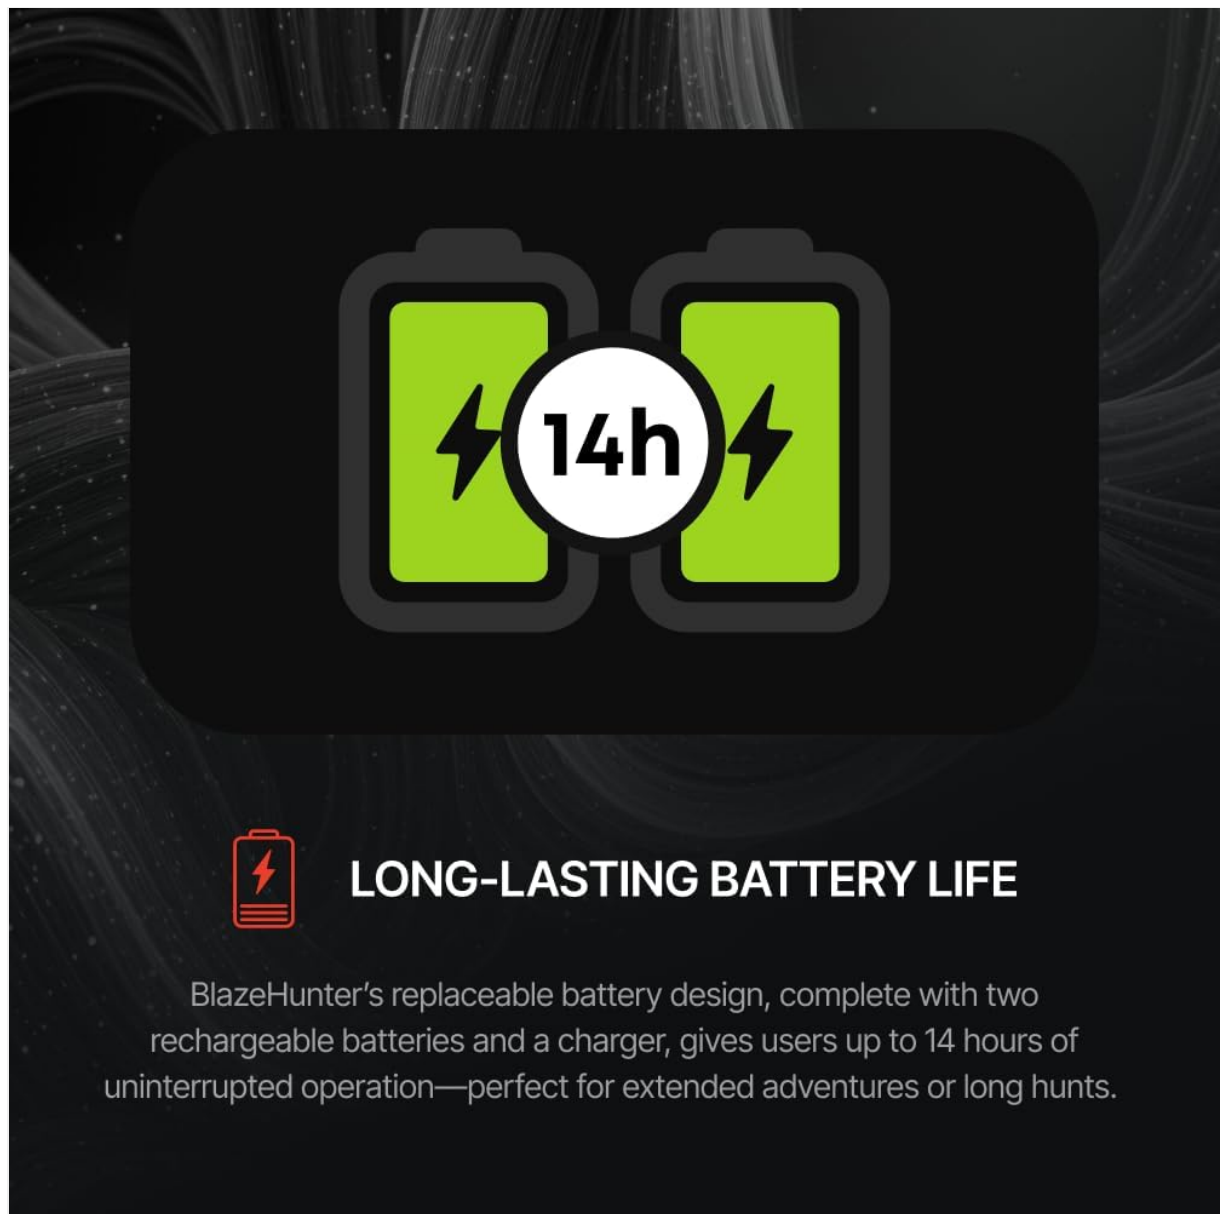 14h
LONG-LASTING BATTERY LIFE
BlazeHunter’s replaceable battery design, complete with two
rechargeable batteries and a charger, gives users up to 14 hours of
uninterrupted operation—perfect for extended adventures or long hunts.